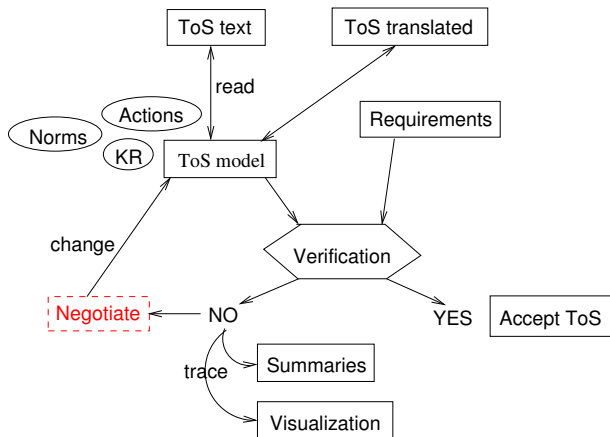 ToS text
ToS translated
read
Actions
Requirements
Norms
KR
ToS model
change
Verification
Negotiate
NO
YES
Accept ToS
trace
Summaries
Visualization